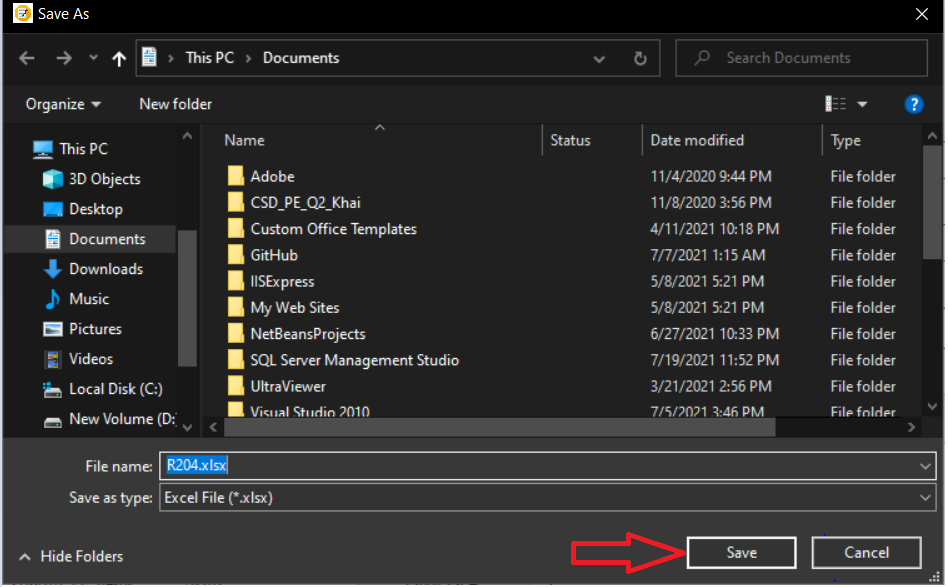 Save As
This PC > Documents
Search Documents
Organize
New folder
?
Name Status Date modified Type
This PC
3D Objects
Desktop
Documents
Downloads
Music
Pictures
Videos
Local Disk (C:)
New Volume (D:
Adobe 11/4/2020 9:44 PM File folder
CSD_PE_Q2_Khai 11/8/2020 3:56 PM File folder
Custom Office Templates 4/11/2021 10:18 PM File folder
GitHub 7/7/2021 1:15 AM File folder
IISExpress 5/8/2021 5:21 PM File folder
My Web Sites 5/8/2021 5:21 PM File folder
NetBeansProjects 6/27/2021 10:33 PM File folder
SQL Server Management Studio 7/19/2021 11:52 PM File folder
UltraViewer 3/21/2021 2:56 PM File folder
Visual Studio 2010 7/5/2021 3:46 PM File folder
File name: R204.xlsx
Save as type: Excel File (*.xlsx)
Hide Folders
Save
Cancel